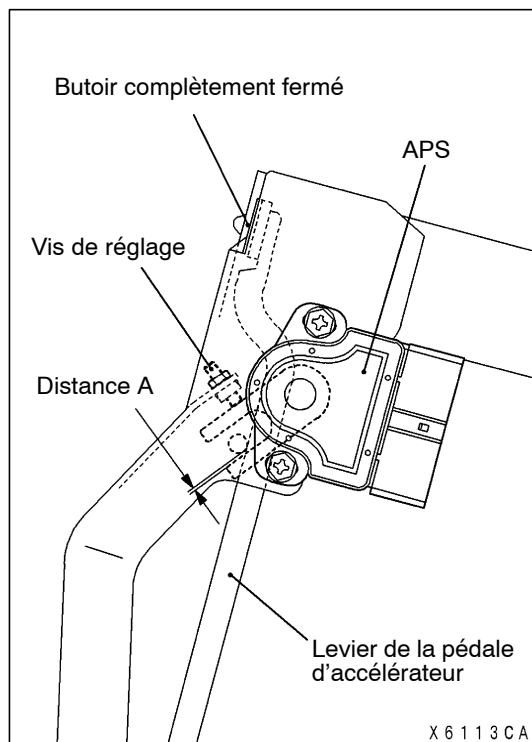 Butoir complètement fermé
APS
Vis de réglage
Distance A
Levier de la pédale
d’accélérateur
X6113CA